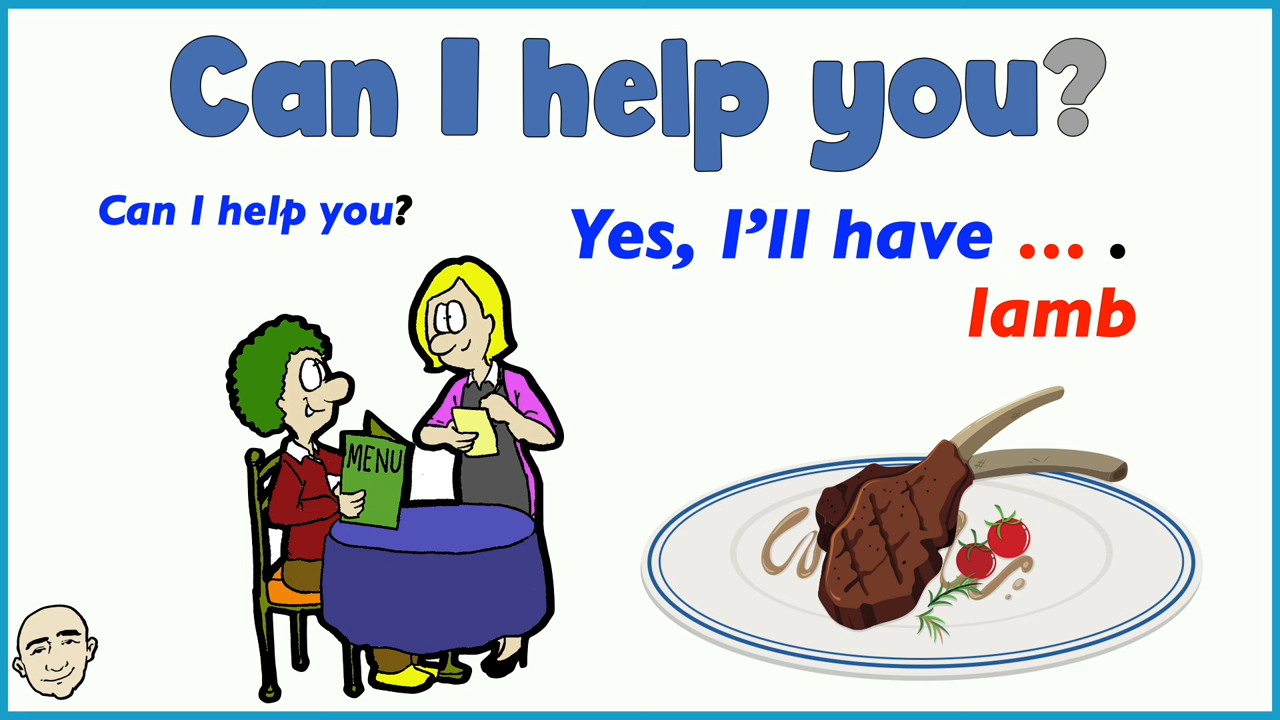 Can I help you?
Can I help you?
Yes, I'll have ... .
lamb
MENU